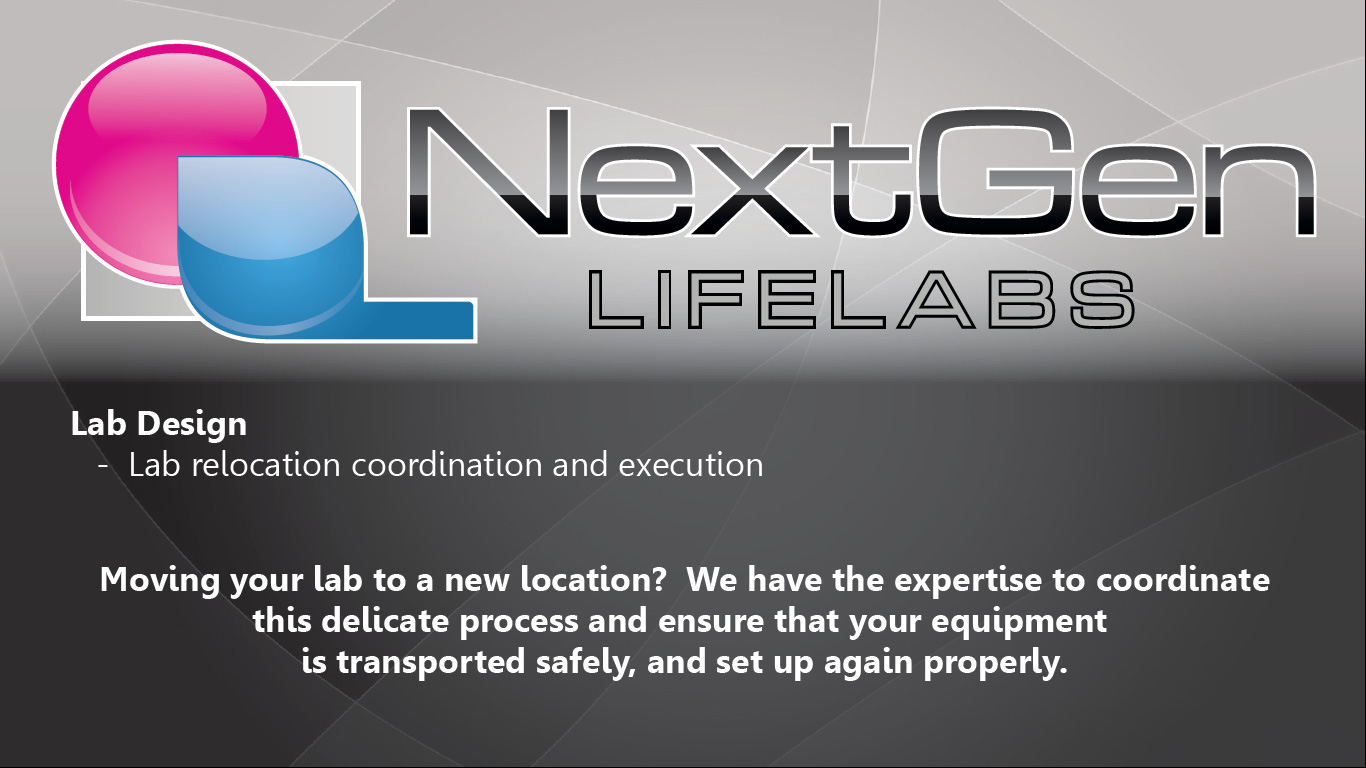 NextGen
LIFELABS
Lab Design
- Lab relocation coordination and execution
Moving your lab to a new location?  We have the expertise to coordinate
this delicate process and ensure that your equipment
is transported safely, and set up again properly.